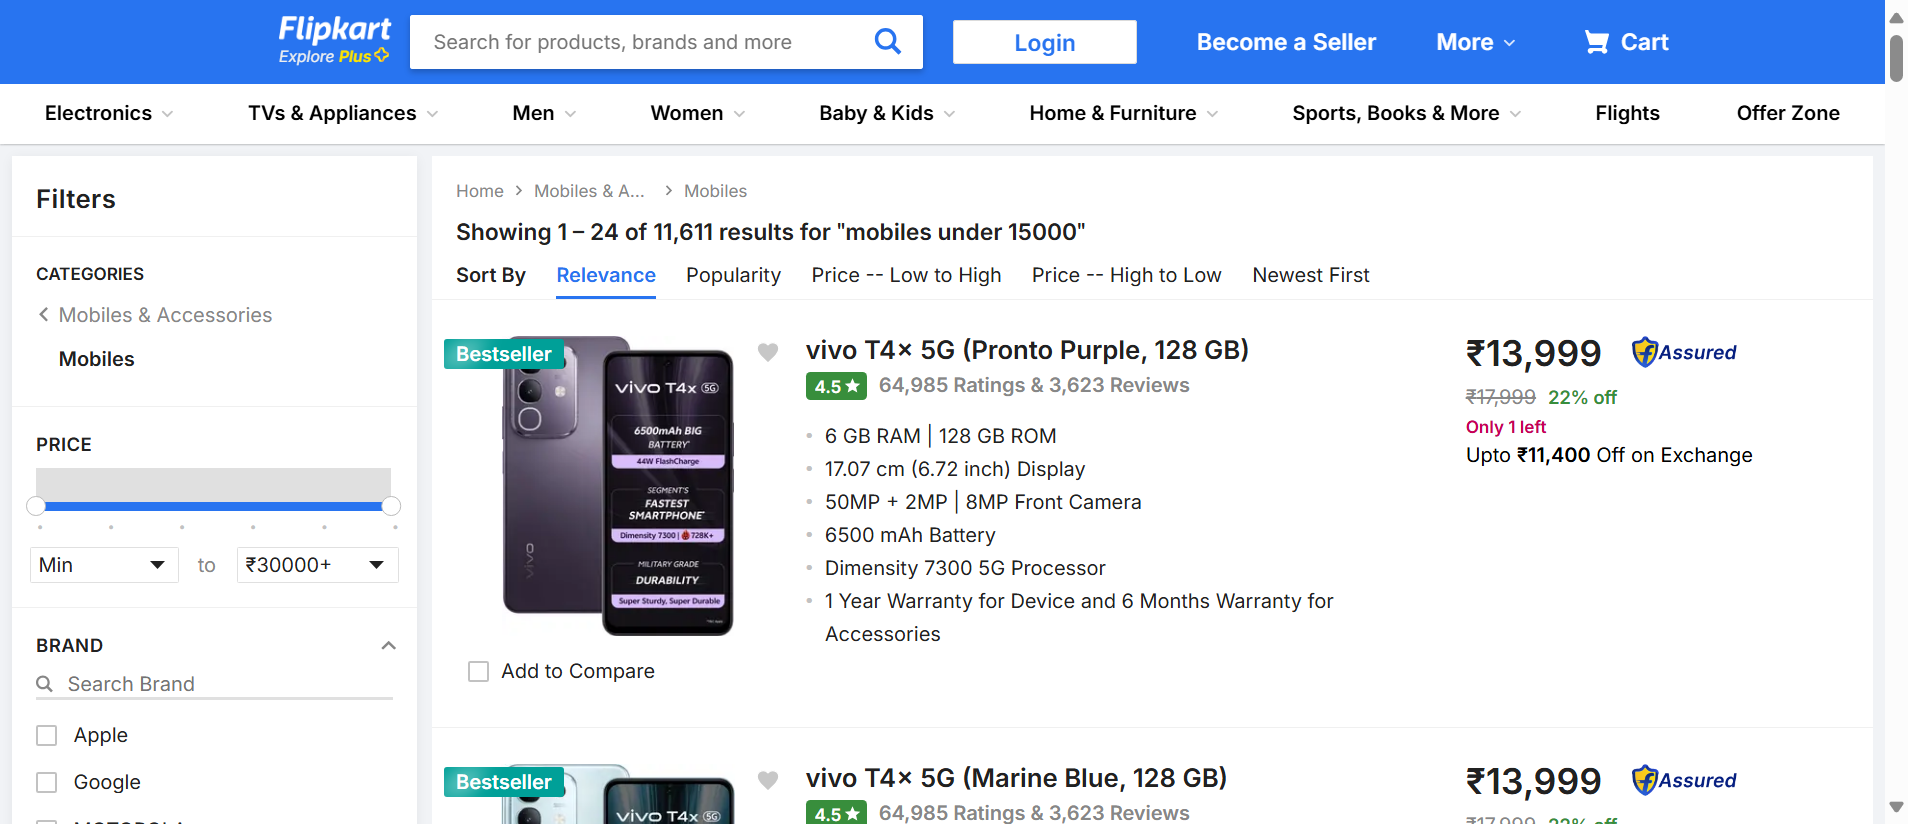 Flipkart
Explore Plus
Search for products, brands and more
Login
Become a Seller
More
Cart
Electronics
TVs & Appliances
Men
Women
Baby & Kids
Home & Furniture
Sports, Books & More
Flights
Offer Zone
Filters
CATEGORIES
Mobiles & Accessories
Mobiles
PRICE
Min
to
₹30000+
BRAND
Search Brand
Apple
Google
MOTOROLA
Home
Mobiles & A...
Mobiles
Showing 1 – 24 of 11,611 results for "mobiles under 15000"
Sort By
Relevance
Popularity
Price -- Low to High
Price -- High to Low
Newest First
Bestseller
vivo T4x 5G
6500mAh BIG
BATTERY
44W FlashCharge
SEGMENT'S
FASTEST
SMARTPHONE
Dimensity 7300 | 728K+
MILITARY GRADE
DURABILITY
Super Sturdy, Super Durable
vivo
Add to Compare
vivo T4x 5G (Pronto Purple, 128 GB)
4.5★ 64,985 Ratings & 3,623 Reviews
6 GB RAM | 128 GB ROM
17.07 cm (6.72 inch) Display
50MP + 2MP | 8MP Front Camera
6500 mAh Battery
Dimensity 7300 5G Processor
1 Year Warranty for Device and 6 Months Warranty for
Accessories
₹13,999
Assured
₹17,999 22% off
Only 1 left
Upto ₹11,400 Off on Exchange
Bestseller
vivo T4x 5G
vivo T4x 5G (Marine Blue, 128 GB)
4.5★ 64,985 Ratings & 3,623 Reviews
₹13,999
Assured
₹17,999 22% off